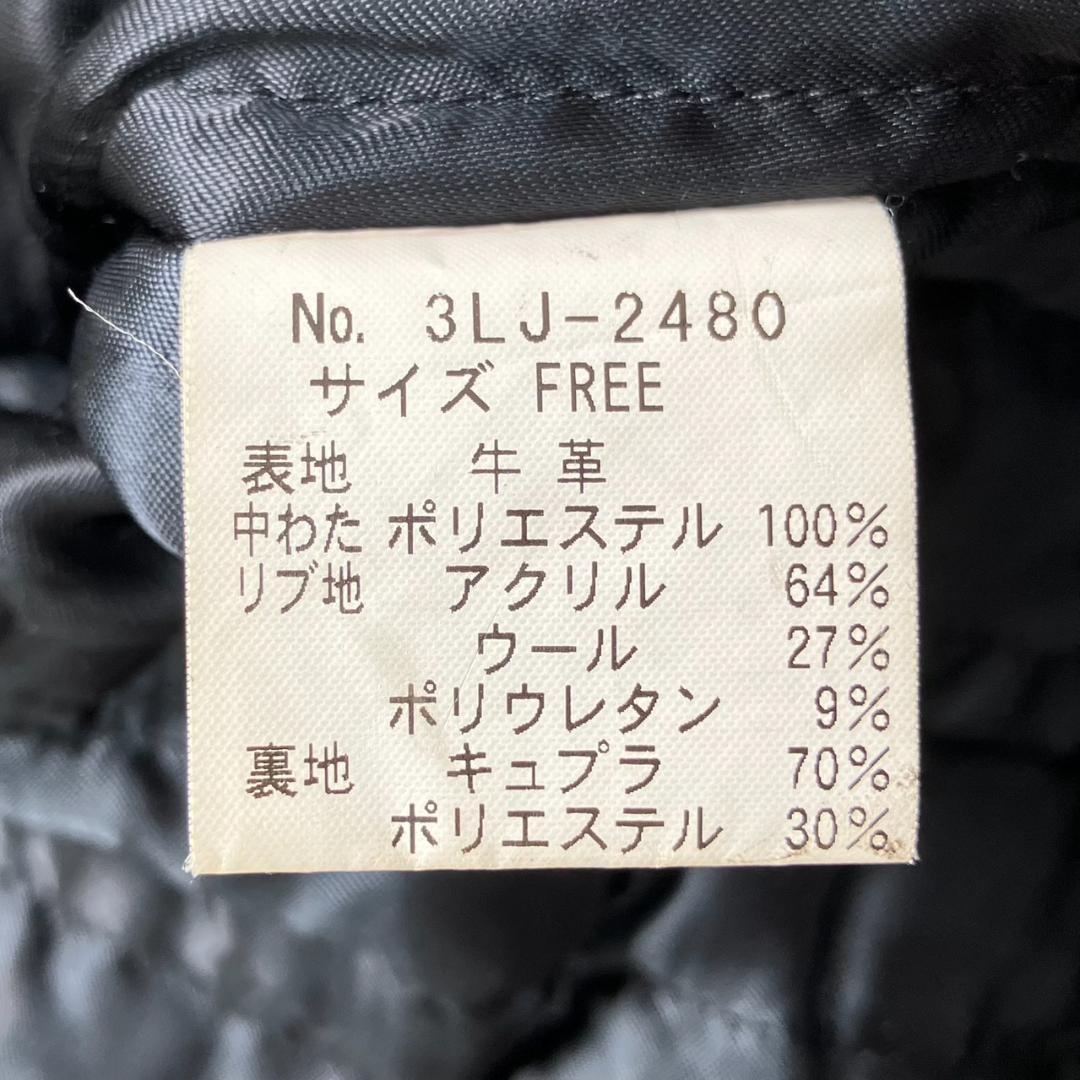 No. 3LJ-2480
サイズ FREE
表地 牛革
中わた ポリエステル 100%
リブ地 アクリル 64%
ウール 27%
ポリウレタン 9%
裏地 キュプラ 70%
ポリエステル 30%